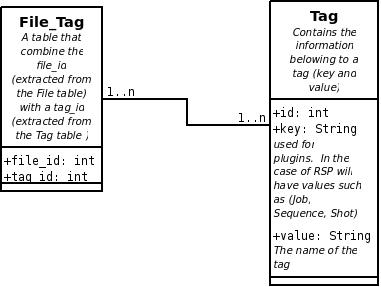 File_Tag
A table that
combine the
file_id
(extracted from
the File table)
with a tag_id
(extracted from
the Tag table )
+file_id: int
+tag_id: int
1..n
1..n
Tag
Contains the
information
belowing to a
tag (key and
value)
+id: int
+key: String
used for
plugins. In the
case of RSP will
have values such
as (Job,
Sequence, Shot)
+value: String
The name of the
tag